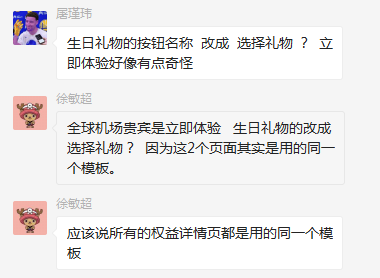 屠瑾玮
生日礼物的按钮名称  改成  选择礼物 ？ 立
即体验好像有点奇怪
徐敏超
全球机场贵宾是立即体验   生日礼物的改成
选择礼物？  因为这2个页面其实是用的同一
个模板。
徐敏超
应该说所有的权益详情页都是用的同一个模
板